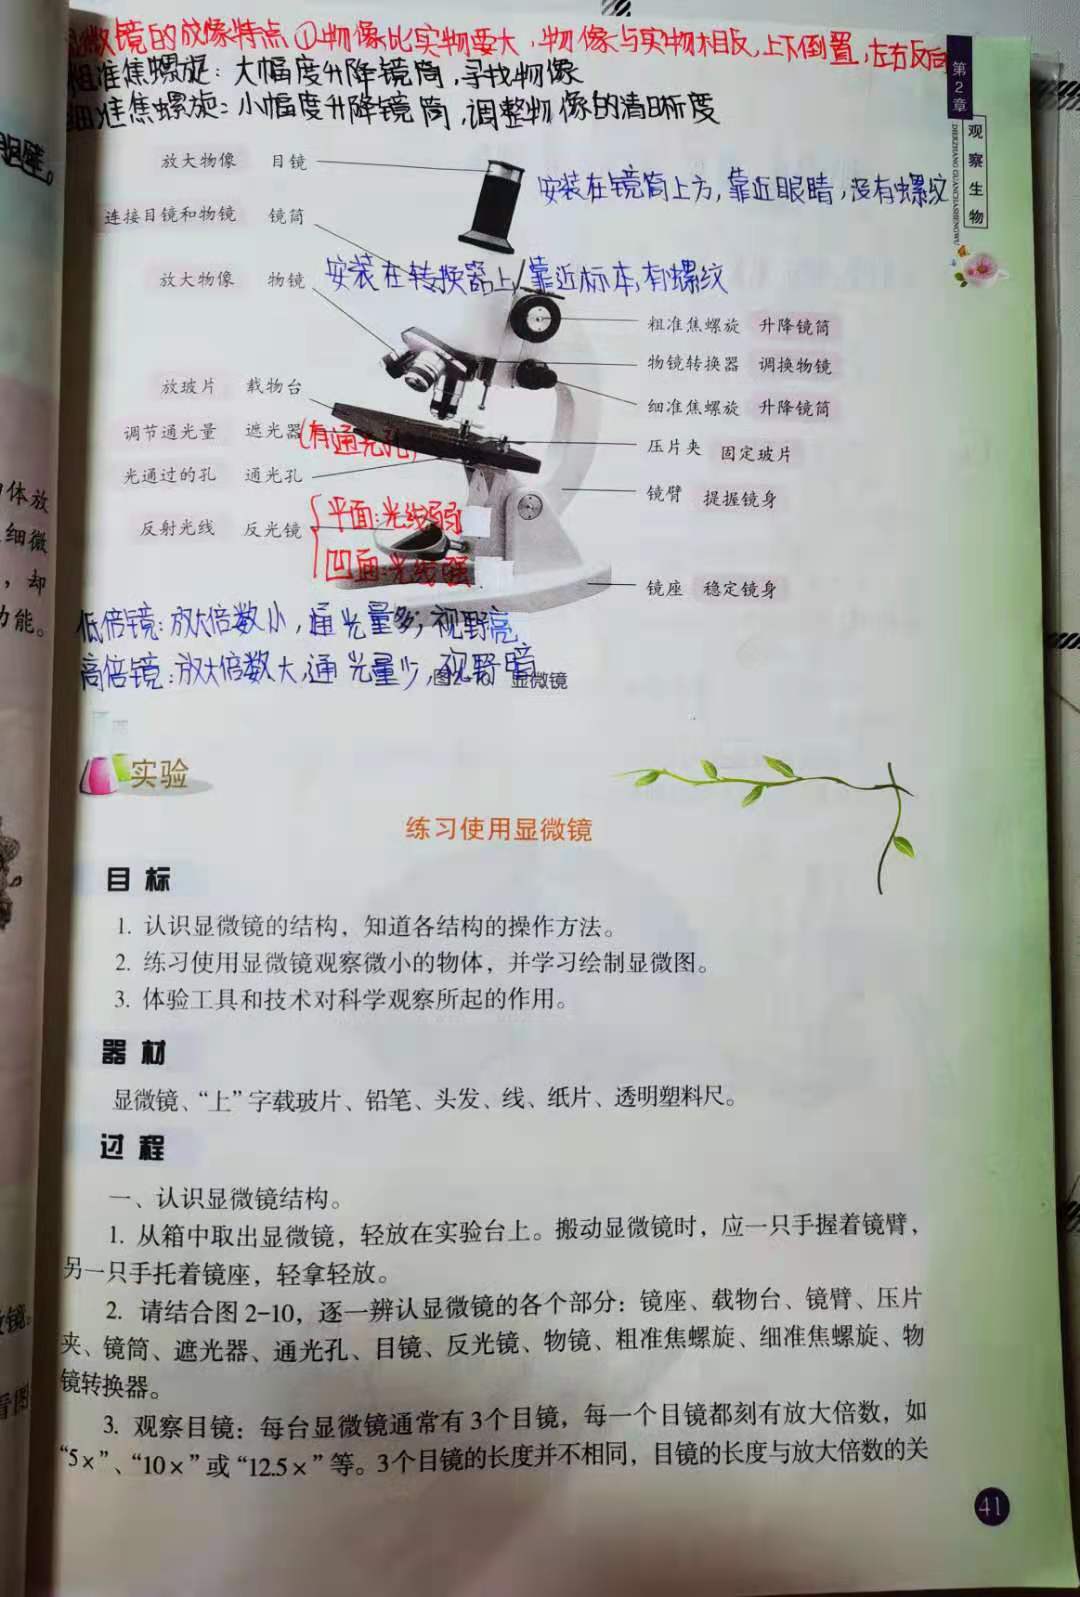 微镜的放像特点①物像比实物要大,物像与实物相反,上下倒置,左右反向
粗准焦螺旋:大幅度升降镜筒,寻找物像
细准焦螺旋:小幅度升降镜筒,调整物像的清晰度
第2章
观察生物
DIERZHANG GUANCHASHENGWU
放大物像 目镜
安装在镜筒上方,靠近眼睛,没有螺纹
连接目镜和物镜 镜筒
放大物像 物镜
安装在转换器上,靠近标本,有螺纹
粗准焦螺旋 升降镜筒
物镜转换器 调换物镜
放玻片 载物台
细准焦螺旋 升降镜筒
调节通光量 遮光器(有通光孔)
压片夹 固定玻片
光通过的孔 通光孔
镜臂 提握镜身
反射光线 反光镜
平面:光线弱
凹面:光线强
镜座 稳定镜身
低倍镜:放大倍数小,通光量多,视野亮
高倍镜:放大倍数大,通光量少,视野暗
显微镜
实验
练习使用显微镜
目标
1. 认识显微镜的结构,知道各结构的操作方法。
2. 练习使用显微镜观察微小的物体,并学习绘制显微图。
3. 体验工具和技术对科学观察所起的作用。
器材
显微镜、“上”字载玻片、铅笔、头发、线、纸片、透明塑料尺。
过程
一、认识显微镜结构。
1. 从箱中取出显微镜,轻放在实验台上。搬动显微镜时,应一只手握着镜臂,
另一只手托着镜座,轻拿轻放。
2. 请结合图 2-10,逐一辨认显微镜的各个部分:镜座、载物台、镜臂、压片
夹、镜筒、遮光器、通光孔、目镜、反光镜、物镜、粗准焦螺旋、细准焦螺旋、物
镜转换器。
3. 观察目镜:每台显微镜通常有3个目镜,每一个目镜都刻有放大倍数,如
“5×”、“10×”或“12.5×”等。3个目镜的长度并不相同,目镜的长度与放大倍数的关
41
体放
细微
,却
功能。